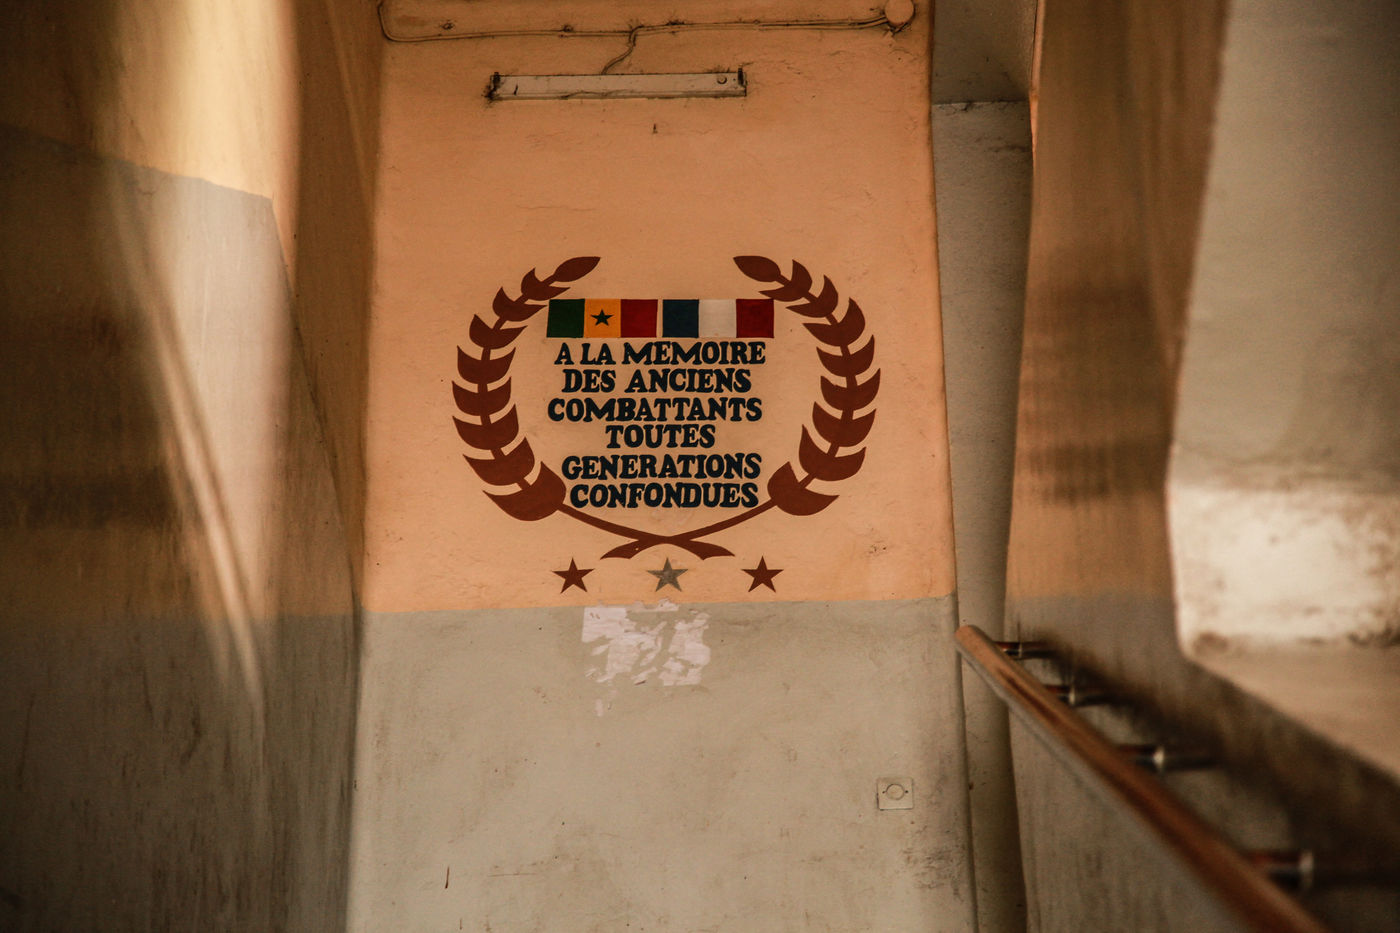 A LA MEMOIRE
DES ANCIENS
COMBATTANTS
TOUTES
GENERATIONS
CONFONDUES